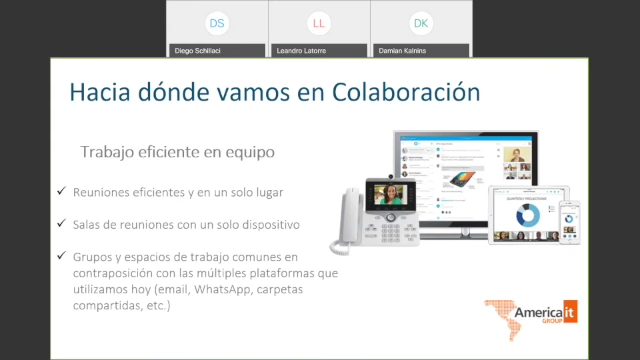 DS
LL
DK
Diego Schillaci
Leandro Latorre
Damian Kalnins
Hacia dónde vamos en Colaboración
Trabajo eficiente en equipo
✓ Reuniones eficientes y en un solo lugar
✓ Salas de reuniones con un solo dispositivo
✓ Grupos y espacios de trabajo comunes en
contraposición con las múltiples plataformas que
utilizamos hoy (email, WhatsApp, carpetas
compartidas, etc.)
America it
GROUP